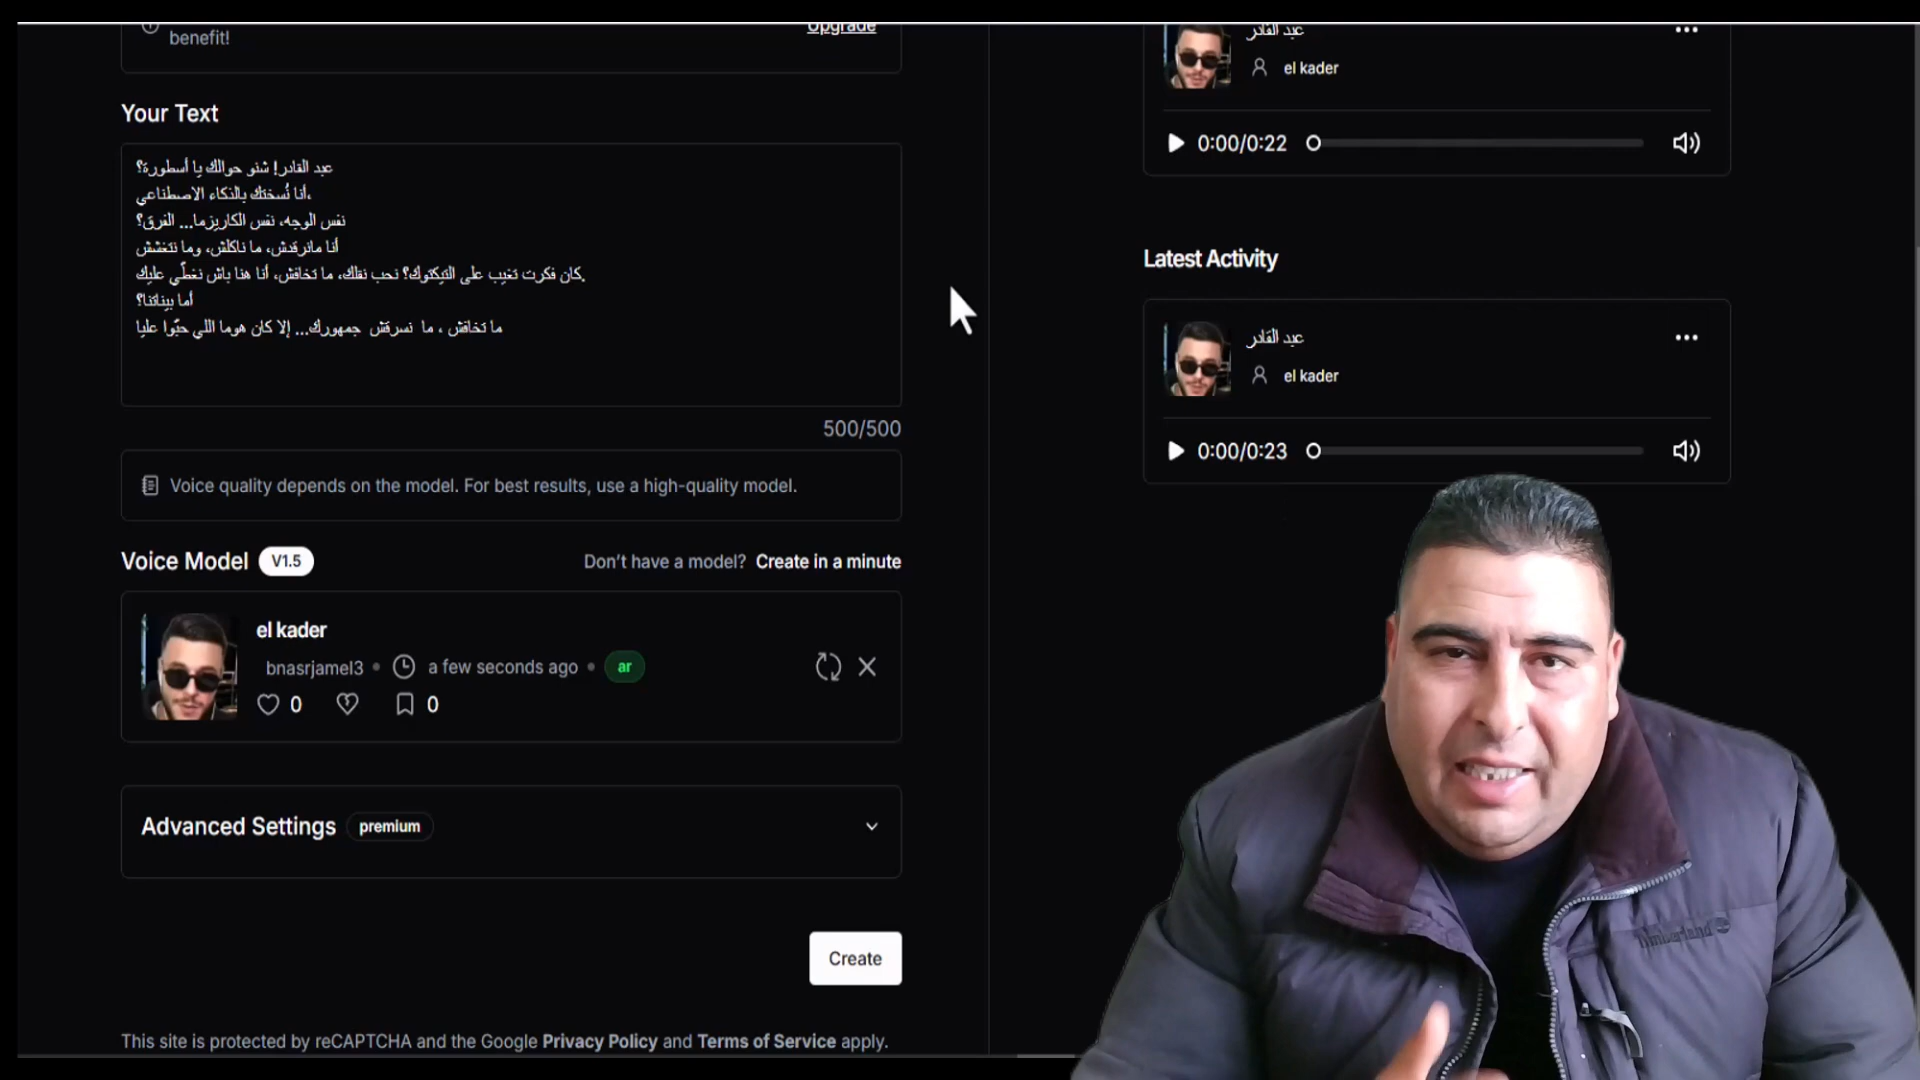 benefit!
Upgrade
Your Text
عبد القادر! شنو حوالك يا أسطورة؟
أنا نُسختك بالذكاء الاصطناعي،
نفس الوجه، نفس الكاريزما... الفرق؟
أنا مانرقدش، ما ناكلش، وما نتغشش
كان فكرت تغيب على التيكتوك؟ نحب نقلك، ما تخافش، أنا هنا باش نغطّي عليك.
أما بيناتنا؟
ما تخافش ، ما نسرقش جمهورك... إلا كان هوما اللي حبّوا عليا
500/500
Voice quality depends on the model. For best results, use a high-quality model.
Voice Model V1.5
Don't have a model? Create in a minute
el kader
bnasrjamel3 • a few seconds ago • ar
0 0
Advanced Settings premium
Create
This site is protected by reCAPTCHA and the Google Privacy Policy and Terms of Service apply.
عبد القادر
el kader
0:00/0:22
Latest Activity
عبد القادر
el kader
0:00/0:23
Timberland